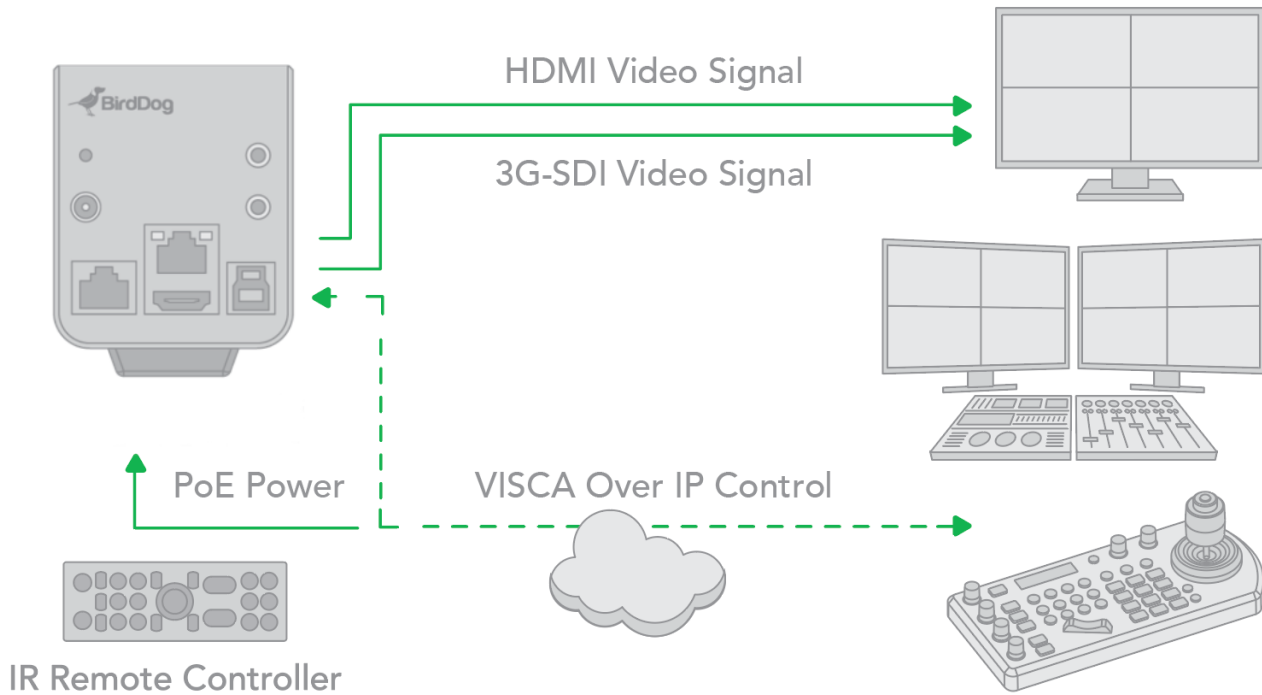 BirdDog
HDMI Video Signal
3G-SDI Video Signal
PoE Power
VISCA Over IP Control
IR Remote Controller